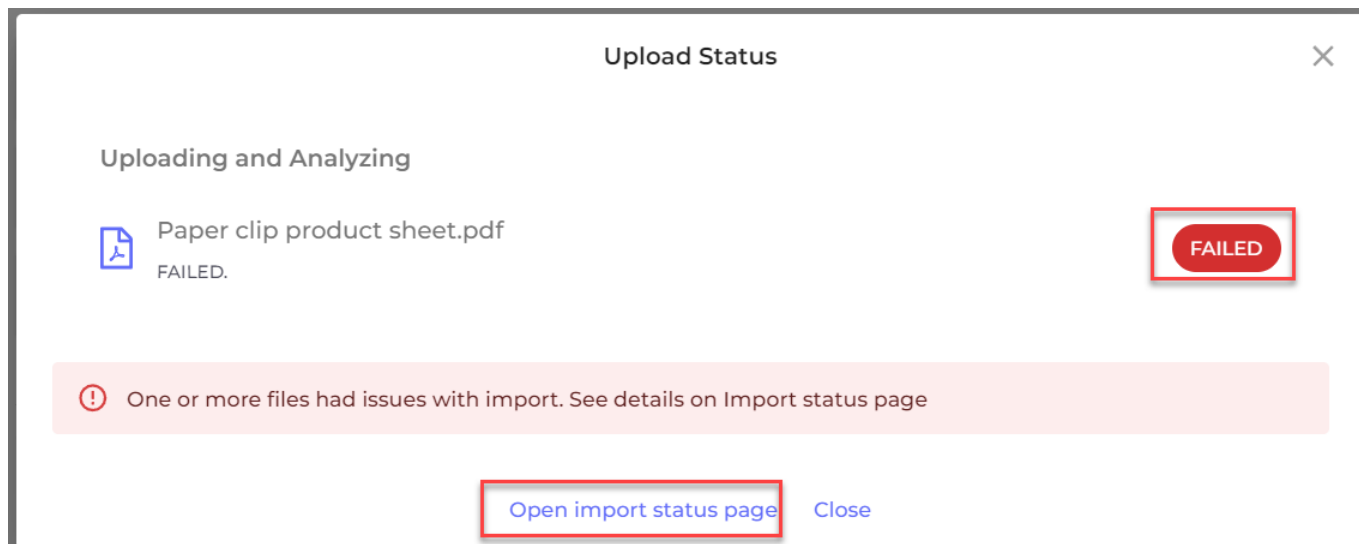 Upload Status
Uploading and Analyzing
Paper clip product sheet.pdf
FAILED.
FAILED
One or more files had issues with import. See details on Import status page
Open import status page
Close